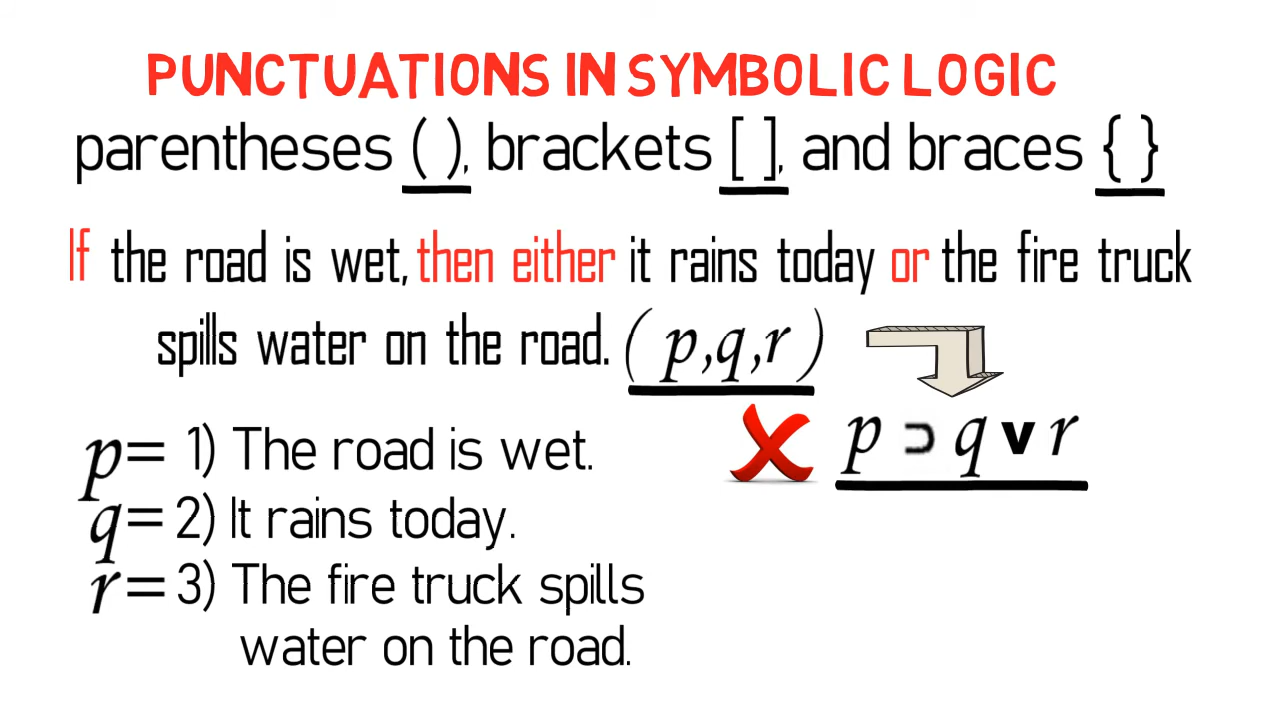 PUNCTUATIONS IN SYMBOLIC LOGIC
parentheses ( ), brackets [ ], and braces { }
If the road is wet, then either it rains today or the fire truck
spills water on the road. ( p,q,r )
p ⊃ q v r
p= 1) The road is wet.
q= 2) It rains today.
r= 3) The fire truck spills
water on the road.